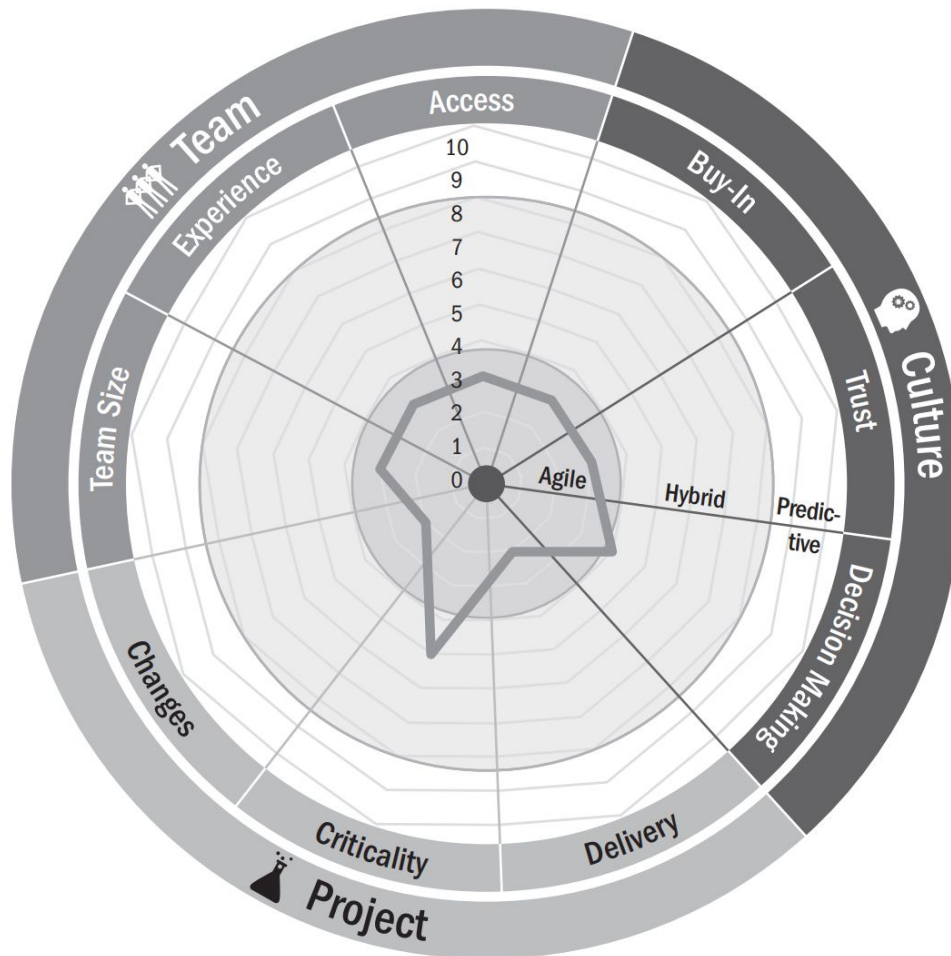 Team
Culture
Project
Access
Buy-In
Trust
Decision Making
Delivery
Criticality
Changes
Team Size
Experience
10
9
8
7
6
5
4
3
2
1
0
Agile
Hybrid
Predic-
tive